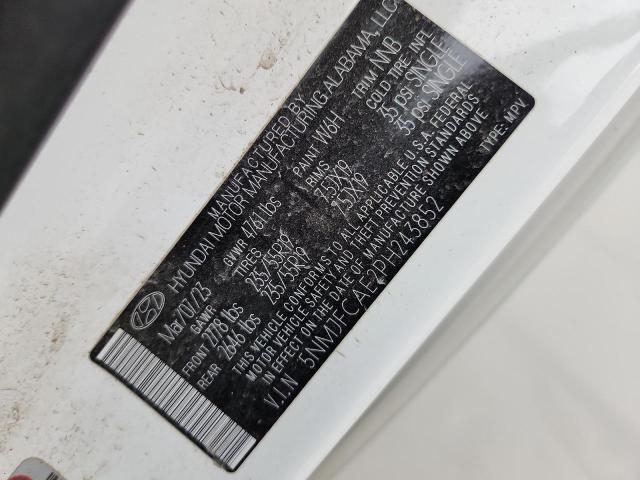 MANUFACTURED BY
HYUNDAI MOTOR MANUFACTURING ALABAMA, LLC
Mar/01/23 GVWR 4761 lbs PAINT W6H TRIM NNB
GAWR TIRES RIMS COLD TIRE INFL.
FRONT 2778 lbs 235/55R19 7.5JX19 35 psi SINGLE
REAR 2646 lbs 235/55R19 7.5JX19 35 psi SINGLE
THIS VEHICLE CONFORMS TO ALL APPLICABLE U.S.A. FEDERAL
MOTOR VEHICLE SAFETY AND THEFT PREVENTION STANDARDS
IN EFFECT ON THE DATE OF MANUFACTURE SHOWN ABOVE.
V.I.N 5NMJFCAE2PH243852 TYPE: MPV